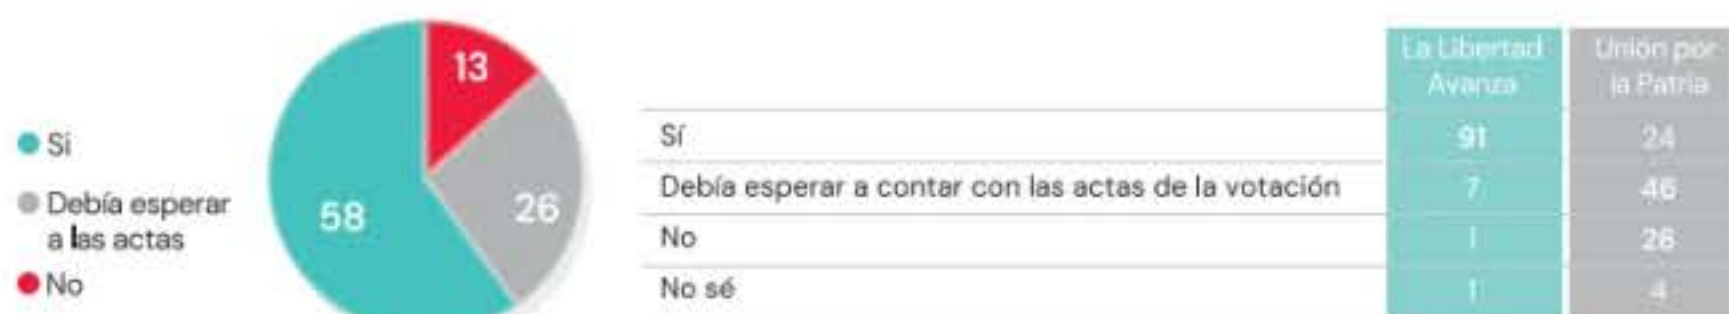 13
58
26
Si
Debía esperar
a las actas
No
La Libertad
Avanza
Unión por
la Patria
Sí 91 24
Debía esperar a contar con las actas de la votación 7 46
No 1 26
No sé 1 4